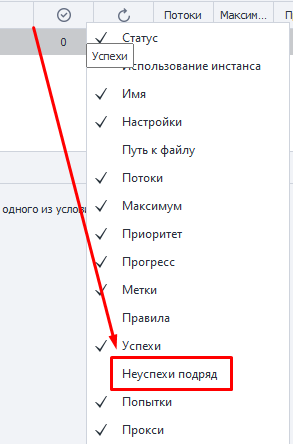 Потоки Максим... П
0
Статус
Успехи
Использование инстанса
Имя
Настройки
Путь к файлу
одного из услови
Потоки
Максимум
Приоритет
Прогресс
Метки
Правила
Успехи
Неуспехи подряд
Попытки
Прокси